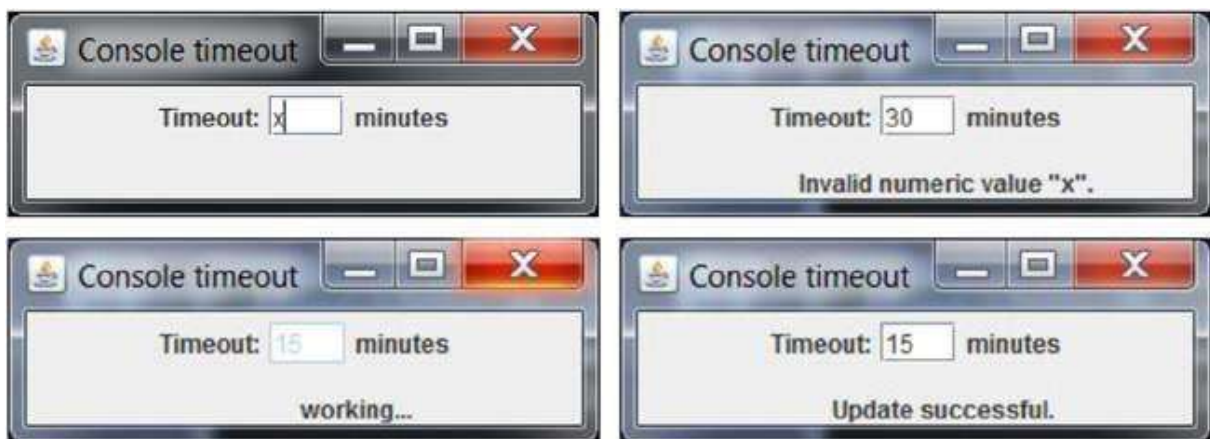 Console timeout
Timeout: x minutes
Console timeout
Timeout: 30 minutes
Invalid numeric value "x".
Console timeout
Timeout: 15 minutes
working...
Console timeout
Timeout: 15 minutes
Update successful.